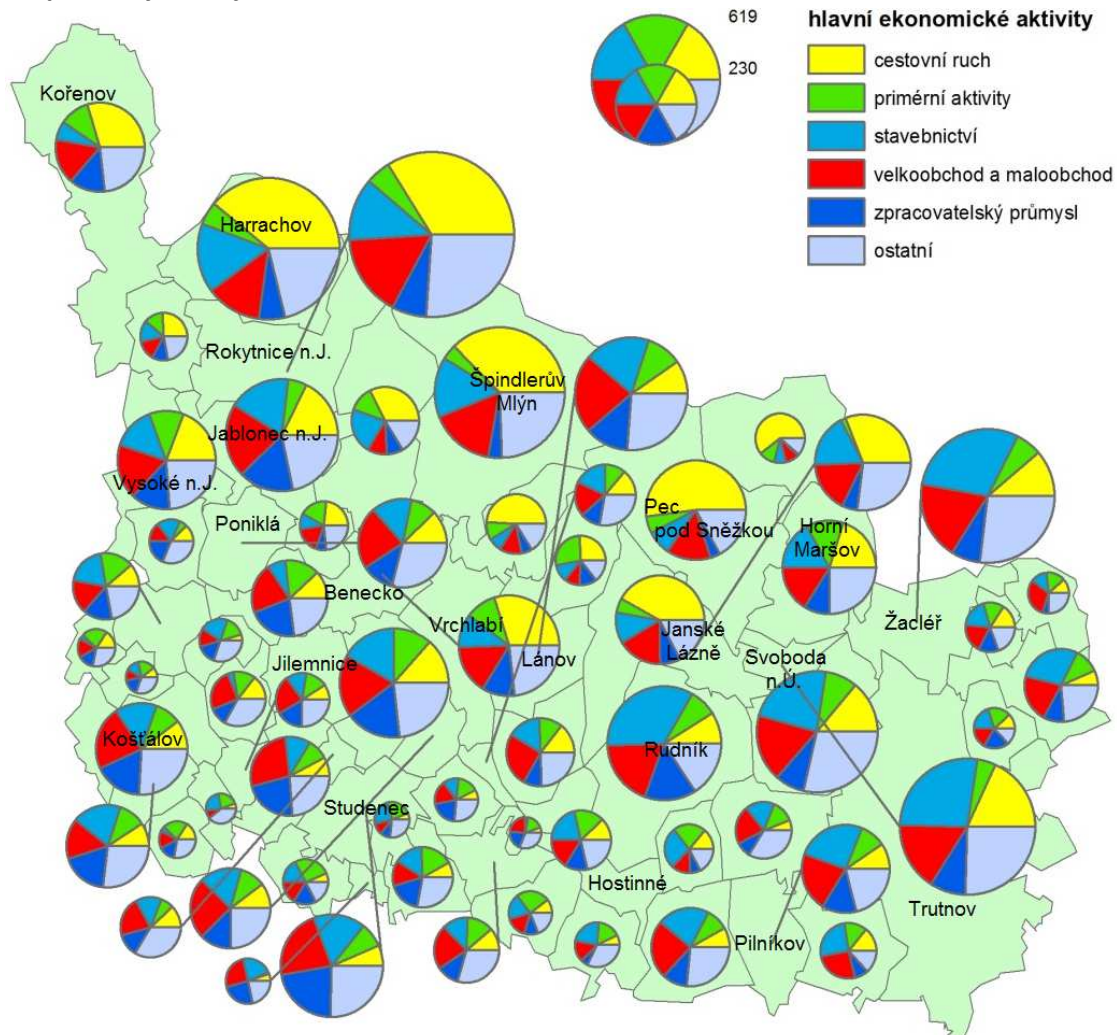 619
230
hlavní ekonomické aktivity
cestovní ruch
primérní aktivity
stavebnictví
velkoobchod a maloobchod
zpracovatelský průmysl
ostatní
Kořenov
Harrachov
Rokytnice n.J.
Špindlerův
Mlýn
Jablonec n.J.
Vysoké n.J.
Poniklá
Pec
pod Sněžkou
Horní
Maršov
Benecko
Vrchlabí
Lánov
Janské
Lázně
Žacléř
Svoboda
n.Ú.
Jilemnice
Košťálov
Rudník
Studenec
Hostinné
Pilníkov
Trutnov